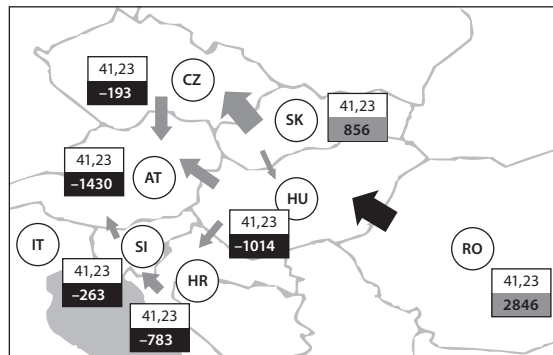 41,23
–193
CZ
SK
41,23
856
41,23
–1430
AT
HU
41,23
–1014
IT
SI
41,23
–263
HR
41,23
–783
RO
41,23
2846